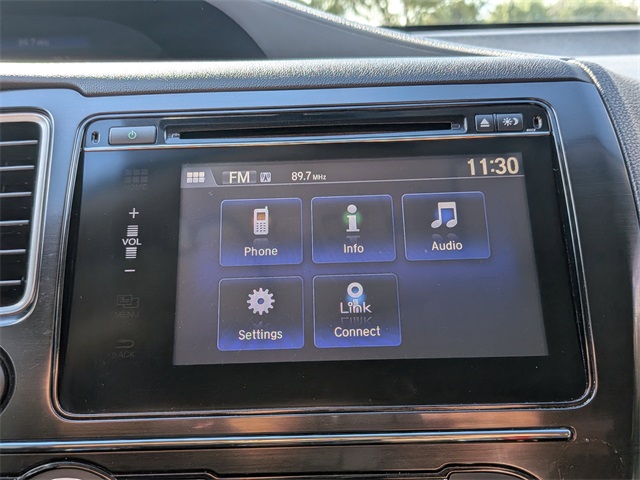 FM 89.7 MHz 11:30
Phone Info Audio
+
VOL
−
Settings Link Connect
MENU
BACK